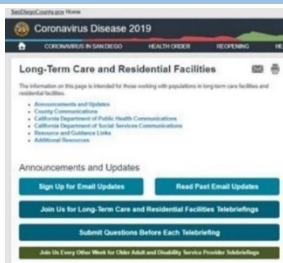 SanDiegoCounty.gov Home
Coronavirus Disease 2019
CORONAVIRUS IN SAN DIEGO HEALTH ORDER REOPENING
Long-Term Care and Residential Facilities
The information on this page is intended for those working with populations in long-term care facilities and
residential facilities.
Announcements and Updates
County Communications
California Department of Public Health Communications
California Department of Social Services Communications
Resource and Guidance Links
Additional Resources
Announcements and Updates
Sign Up for Email Updates Read Past Email Updates
Join Us for Long-Term Care and Residential Facilities Telebriefings
Submit Questions Before Each Telebriefing
Join Us Every Other Week for Older Adult and Disability Service Provider Telebriefings